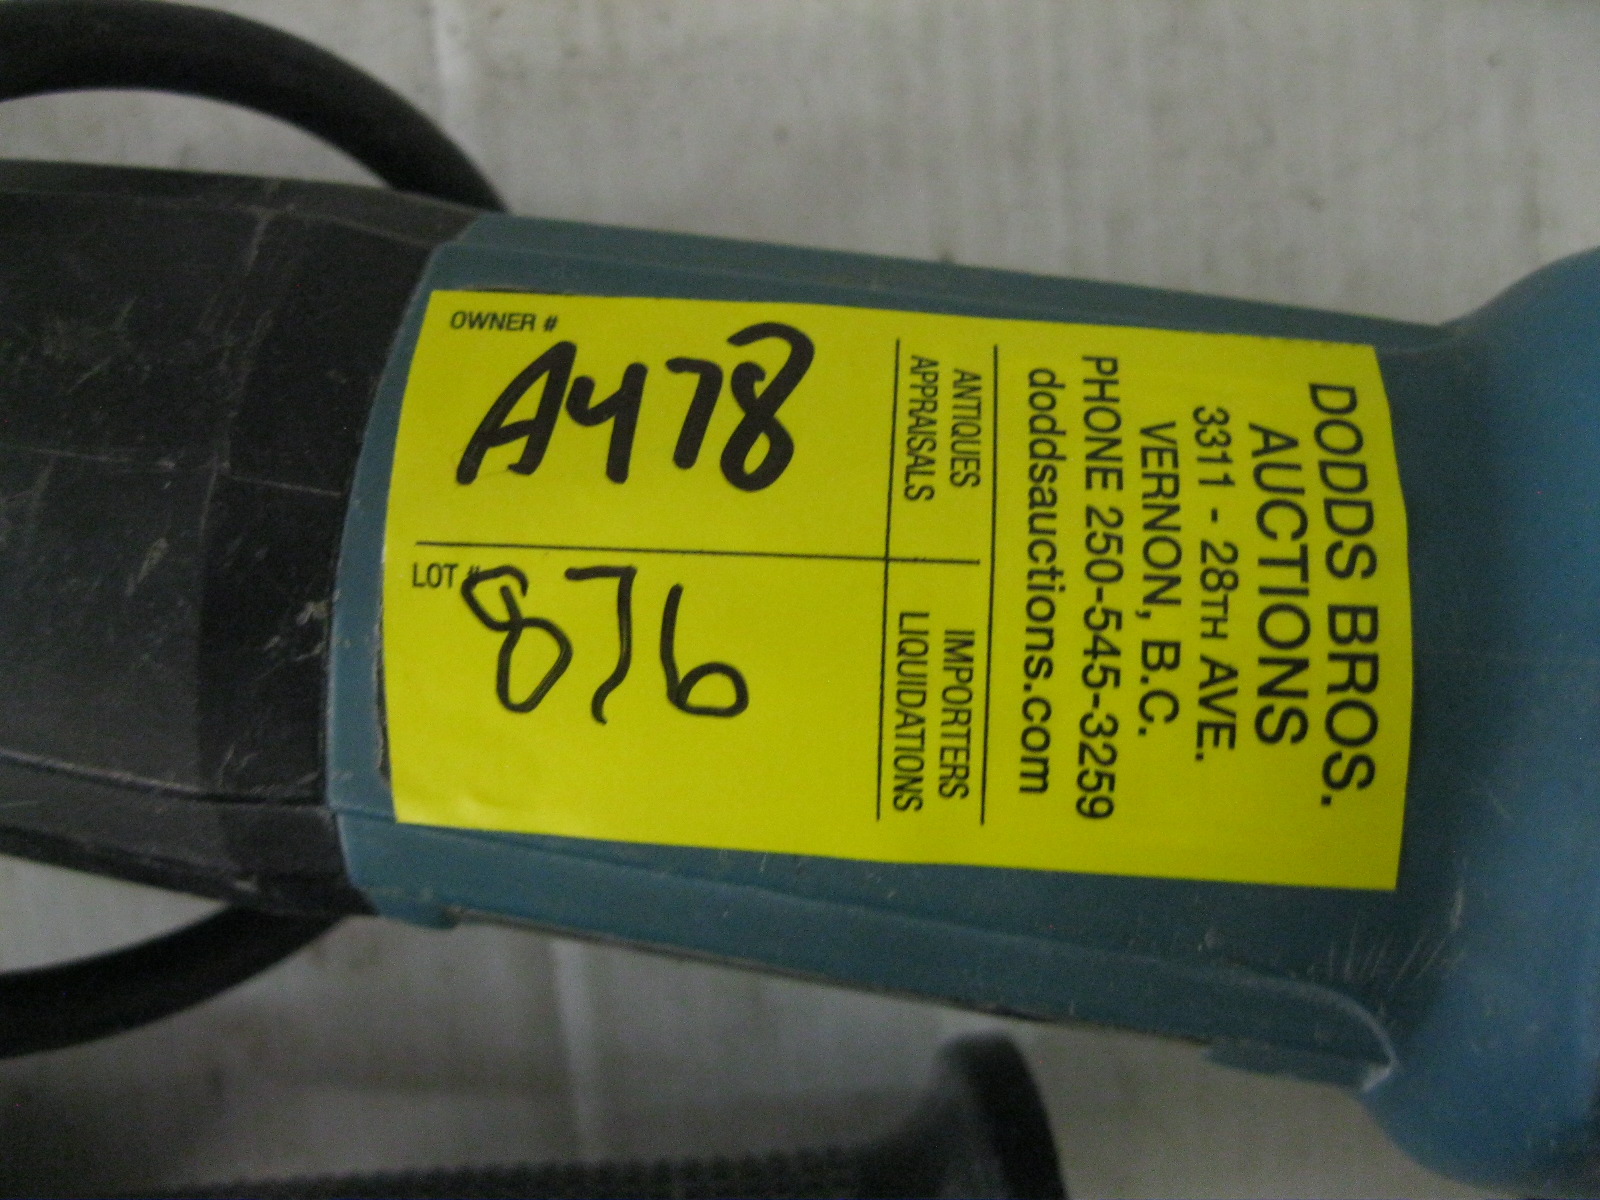 DODDS BROS.
AUCTIONS
3311 - 28TH AVE.
VERNON, B.C.
PHONE 250-545-3259
doddsauctions.com
ANTIQUES
APPRAISALS
IMPORTERS
LIQUIDATIONS
OWNER #
A478
LOT #
876